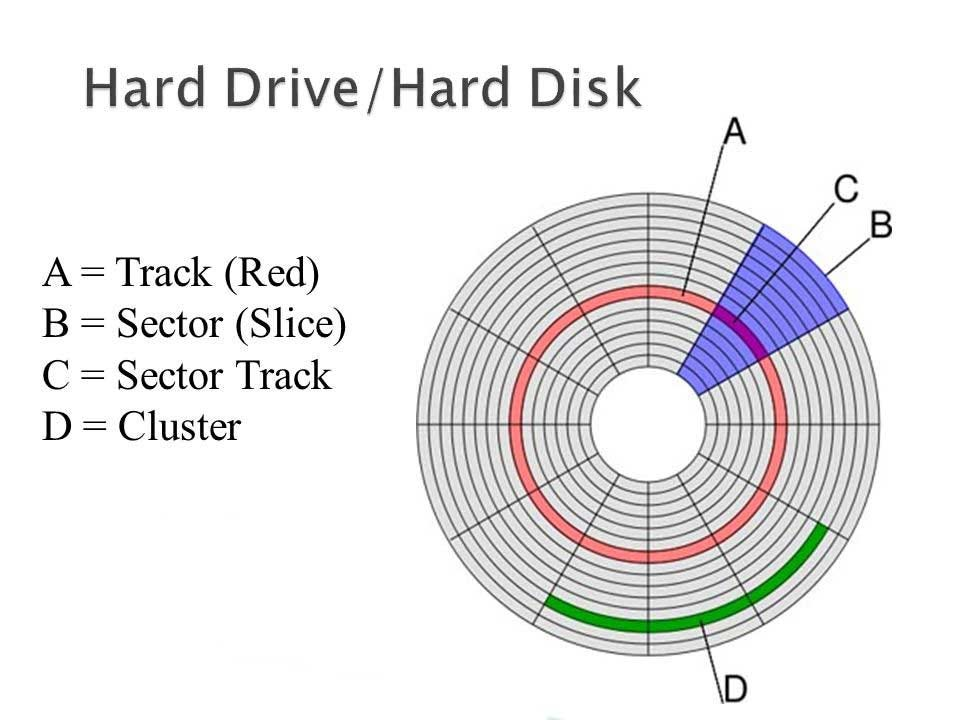 Hard Drive/Hard Disk
A
C
B
A = Track (Red)
B = Sector (Slice)
C = Sector Track
D = Cluster
D